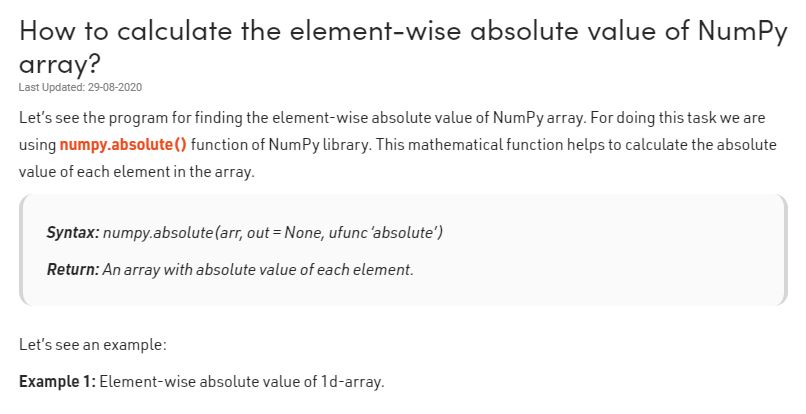 How to calculate the element-wise absolute value of NumPy
array?
Last Updated: 29-08-2020
Let's see the program for finding the element-wise absolute value of NumPy array. For doing this task we are
using numpy.absolute() function of NumPy library. This mathematical function helps to calculate the absolute
value of each element in the array.
Syntax: numpy.absolute(arr, out = None, ufunc ‘absolute’)
Return: An array with absolute value of each element.
Let's see an example:
Example 1: Element-wise absolute value of 1d-array.